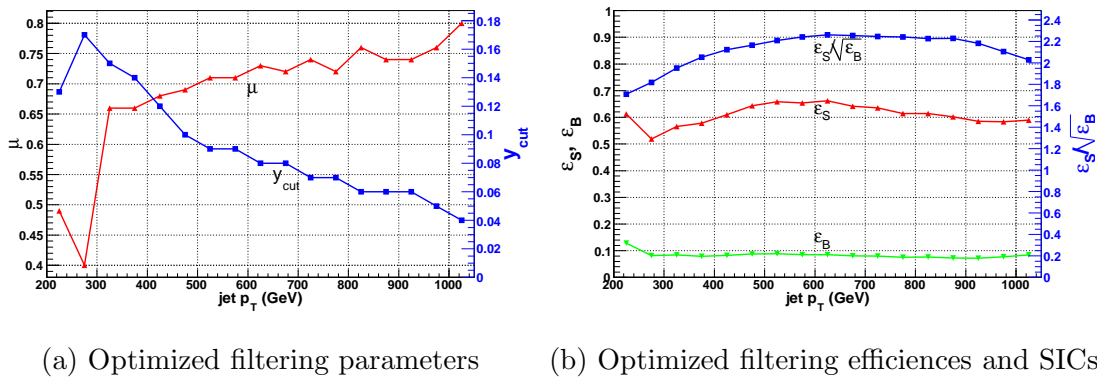 0.8
0.75
0.7
0.65
0.6
0.55
0.5
0.45
0.4
μ
200 300 400 500 600 700 800 900 1000
jet p_T (GeV)
0.18
0.16
0.14
0.12
0.1
0.08
0.06
0.04
0.02
0
y_cut
μ
y_cut
(a) Optimized filtering parameters
1
0.9
0.8
0.7
0.6
0.5
0.4
0.3
0.2
0.1
0
ε_S, ε_B
200 300 400 500 600 700 800 900 1000
jet p_T (GeV)
2.4
2.2
2
1.8
1.6
1.4
1.2
1
0.8
0.6
0.4
0.2
0
ε_S/√ε_B
ε_S/√ε_B
ε_S
ε_B
(b) Optimized filtering efficiences and SICs